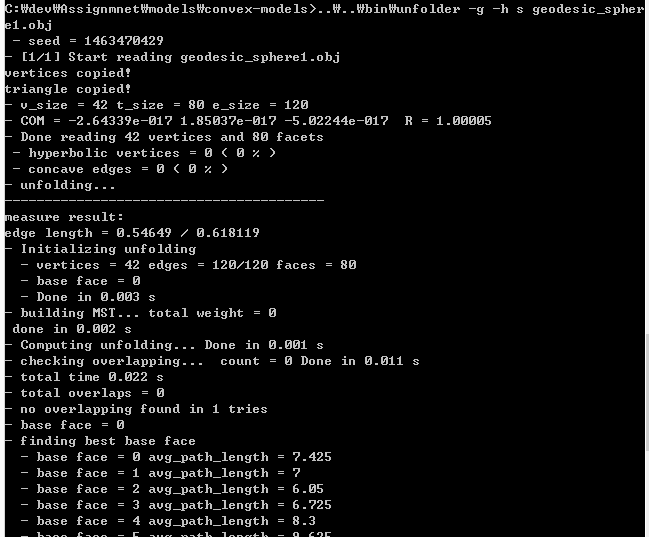 C:₩dev₩Assignmnet₩models₩convex-models>..₩..₩bin₩unfolder -g -h s geodesic_spher
e1.obj
 - seed = 1463470429
- [1/1] Start reading geodesic_sphere1.obj
vertices copied!
triangle copied!
- v_size = 42 t_size = 80 e_size = 120
- COM = -2.64339e-017 1.85037e-017 -5.02244e-017  R = 1.00005
- Done reading 42 vertices and 80 facets
 - hyperbolic vertices = 0 ( 0 % )
 - concave edges = 0 ( 0 % )
- unfolding...
----------------------------------------
measure result:
edge length = 0.54649 / 0.618119
- Initializing unfolding
  - vertices = 42 edges = 120/120 faces = 80
  - base face = 0
  - Done in 0.003 s
- building MST... total weight = 0
 done in 0.002 s
- Computing unfolding... Done in 0.001 s
- checking overlapping...  count = 0 Done in 0.011 s
- total time 0.022 s
- total overlaps = 0
- no overlapping found in 1 tries
- base face = 0
- finding best base face
  - base face = 0 avg_path_length = 7.425
  - base face = 1 avg_path_length = 7
  - base face = 2 avg_path_length = 6.05
  - base face = 3 avg_path_length = 6.725
  - base face = 4 avg_path_length = 8.3
  - base face = 5 avg_path_length = 9.625